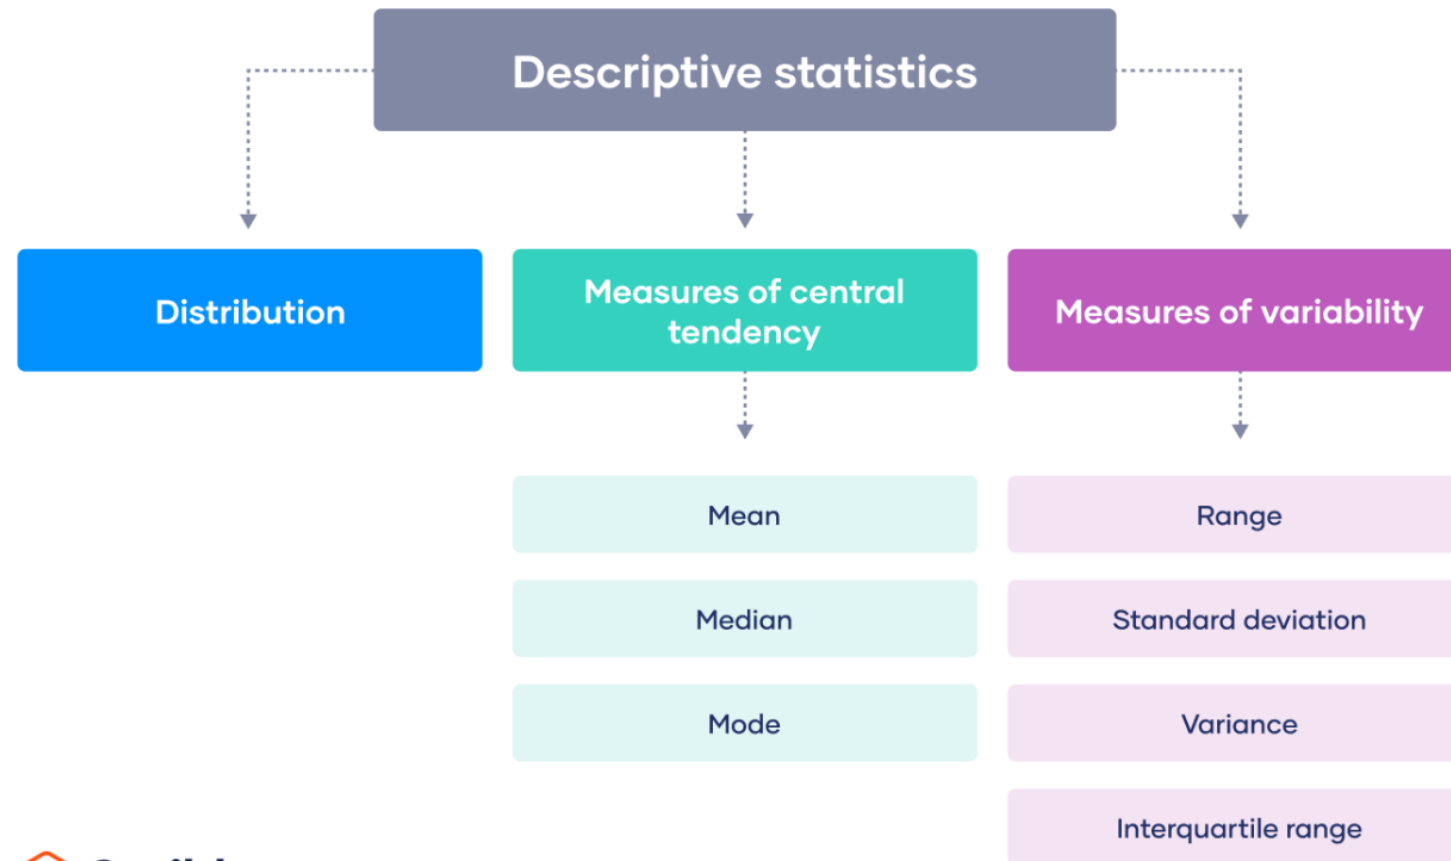 Descriptive statistics
Distribution
Measures of central
tendency
Measures of variability
Mean
Range
Median
Standard deviation
Mode
Variance
Interquartile range